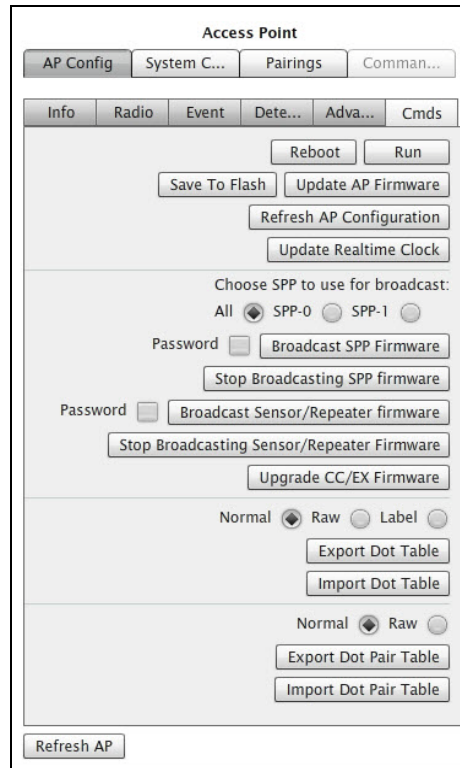 Access Point
AP Config System C... Pairings Comman...
Info Radio Event Dete... Adva... Cmds
Reboot Run
Save To Flash Update AP Firmware
Refresh AP Configuration
Update Realtime Clock
Choose SPP to use for broadcast:
All SPP-0 SPP-1
Password Broadcast SPP Firmware
Stop Broadcasting SPP firmware
Password Broadcast Sensor/Repeater firmware
Stop Broadcasting Sensor/Repeater Firmware
Upgrade CC/EX Firmware
Normal Raw Label
Export Dot Table
Import Dot Table
Normal Raw
Export Dot Pair Table
Import Dot Pair Table
Refresh AP